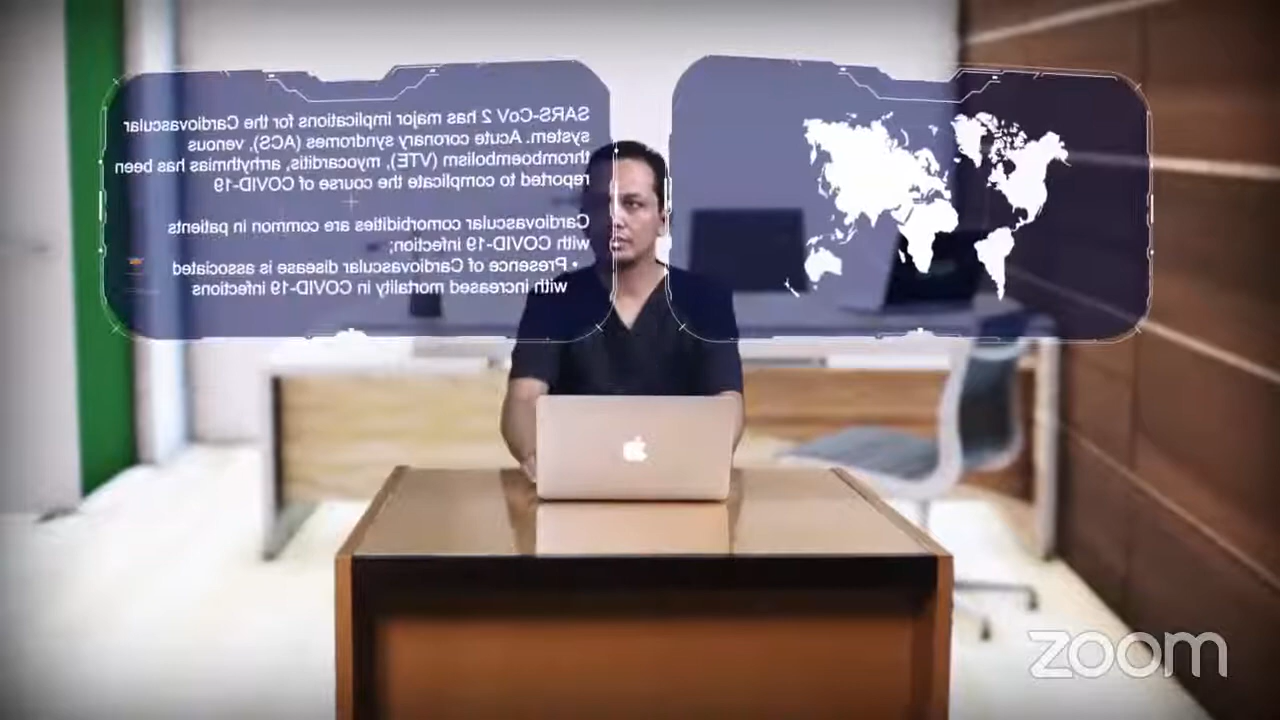 SARS-CoV 2 has major implications for the Cardiovascular
system. Acute coronary syndromes (ACS), venous
thromboembolism (VTE), myocarditis, arrhythmias has been
reported to complicate the course of COVID-19
Cardiovascular comorbidities are common in patients
with COVID-19 infection;
• Presence of Cardiovascular disease is associated
with increased mortality in COVID-19 infections
zoom